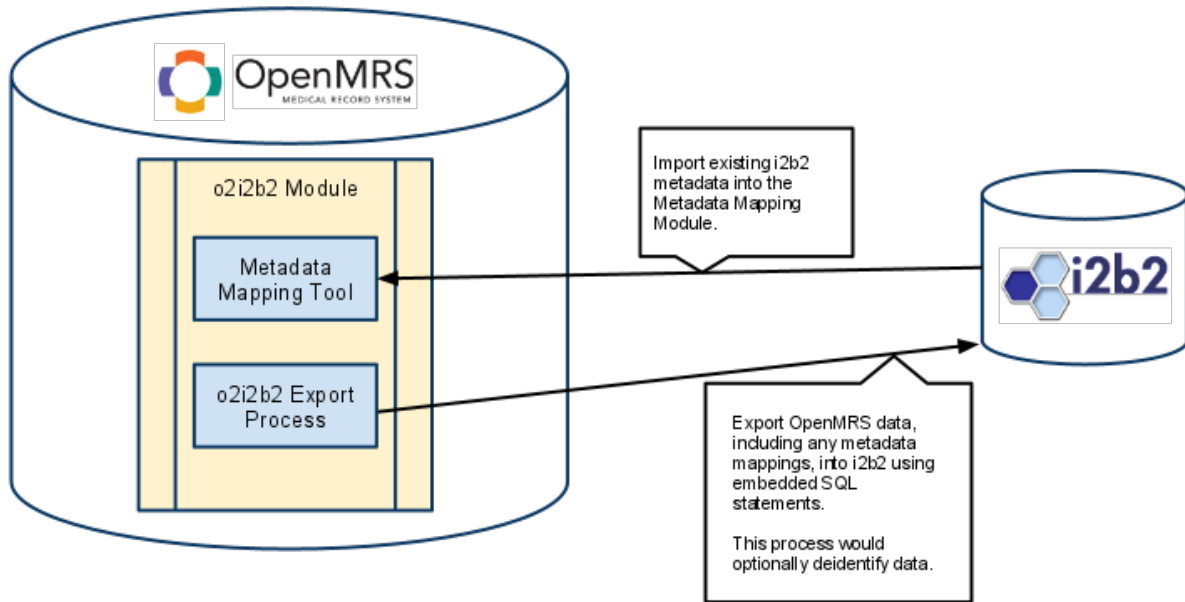 OpenMRS
MEDICAL RECORD SYSTEM
o2i2b2 Module
Metadata
Mapping Tool
o2i2b2 Export
Process
Import existing i2b2
metadata into the
Metadata Mapping
Module.
i2b2
Export OpenMRS data,
including any metadata
mappings, into i2b2 using
embedded SQL
statements.
This process would
optionally deidentify data.